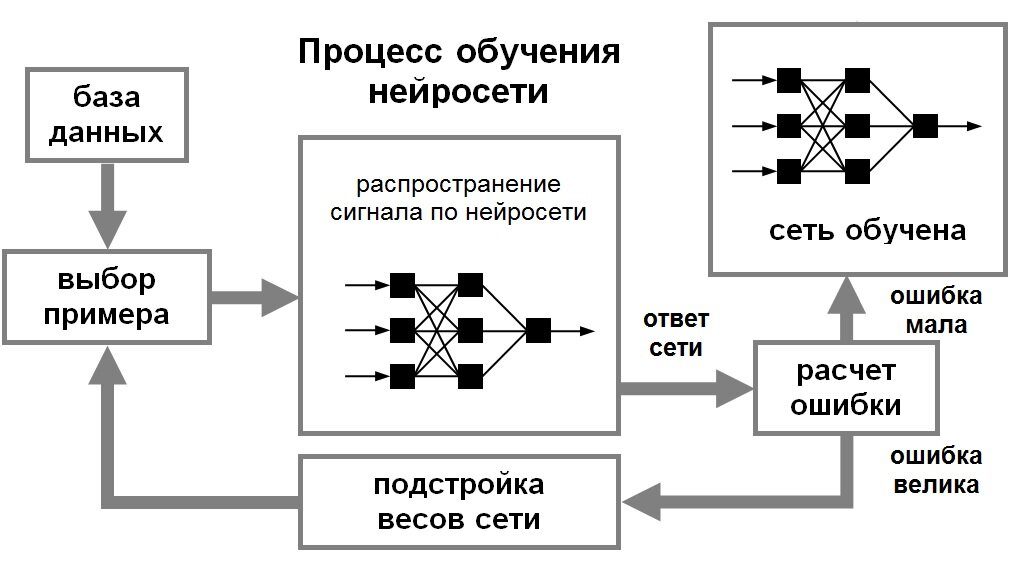 Процесс обучения
нейросети
база
данных
выбор
примера
распространение
сигнала по нейросети
ответ
сети
расчет
ошибки
ошибка
мала
сеть обучена
ошибка
велика
подстройка
весов сети